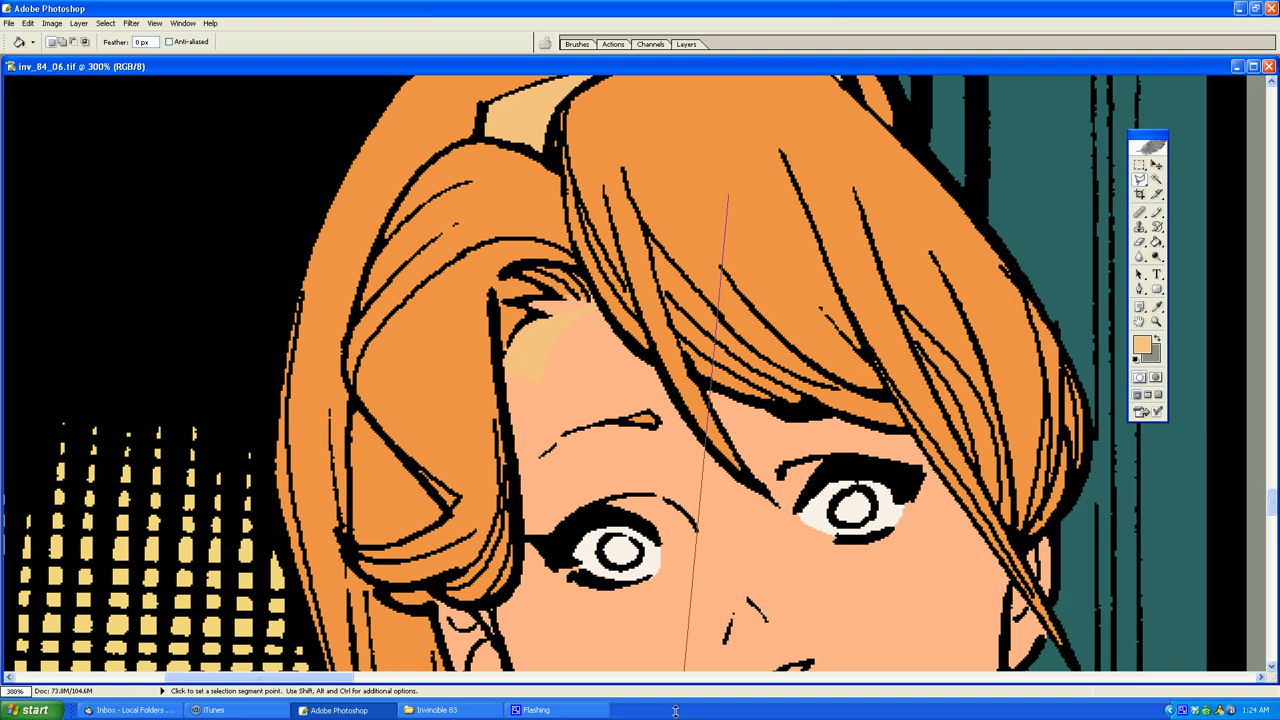 Adobe Photoshop
File Edit Image Layer Select Filter View Window Help
Feather: 0 px Anti-aliased Brushes Actions Channels Layers
inv_84_06.tif @ 300% (RGB/8)
T
300% Doc: 73.8M/104.6M Click to set a selection segment point. Use Shift, Alt and Ctrl for additional options.
start Inbox - Local Folders ... iTunes Adobe Photoshop Invincible 83 Flashing 1:24 AM